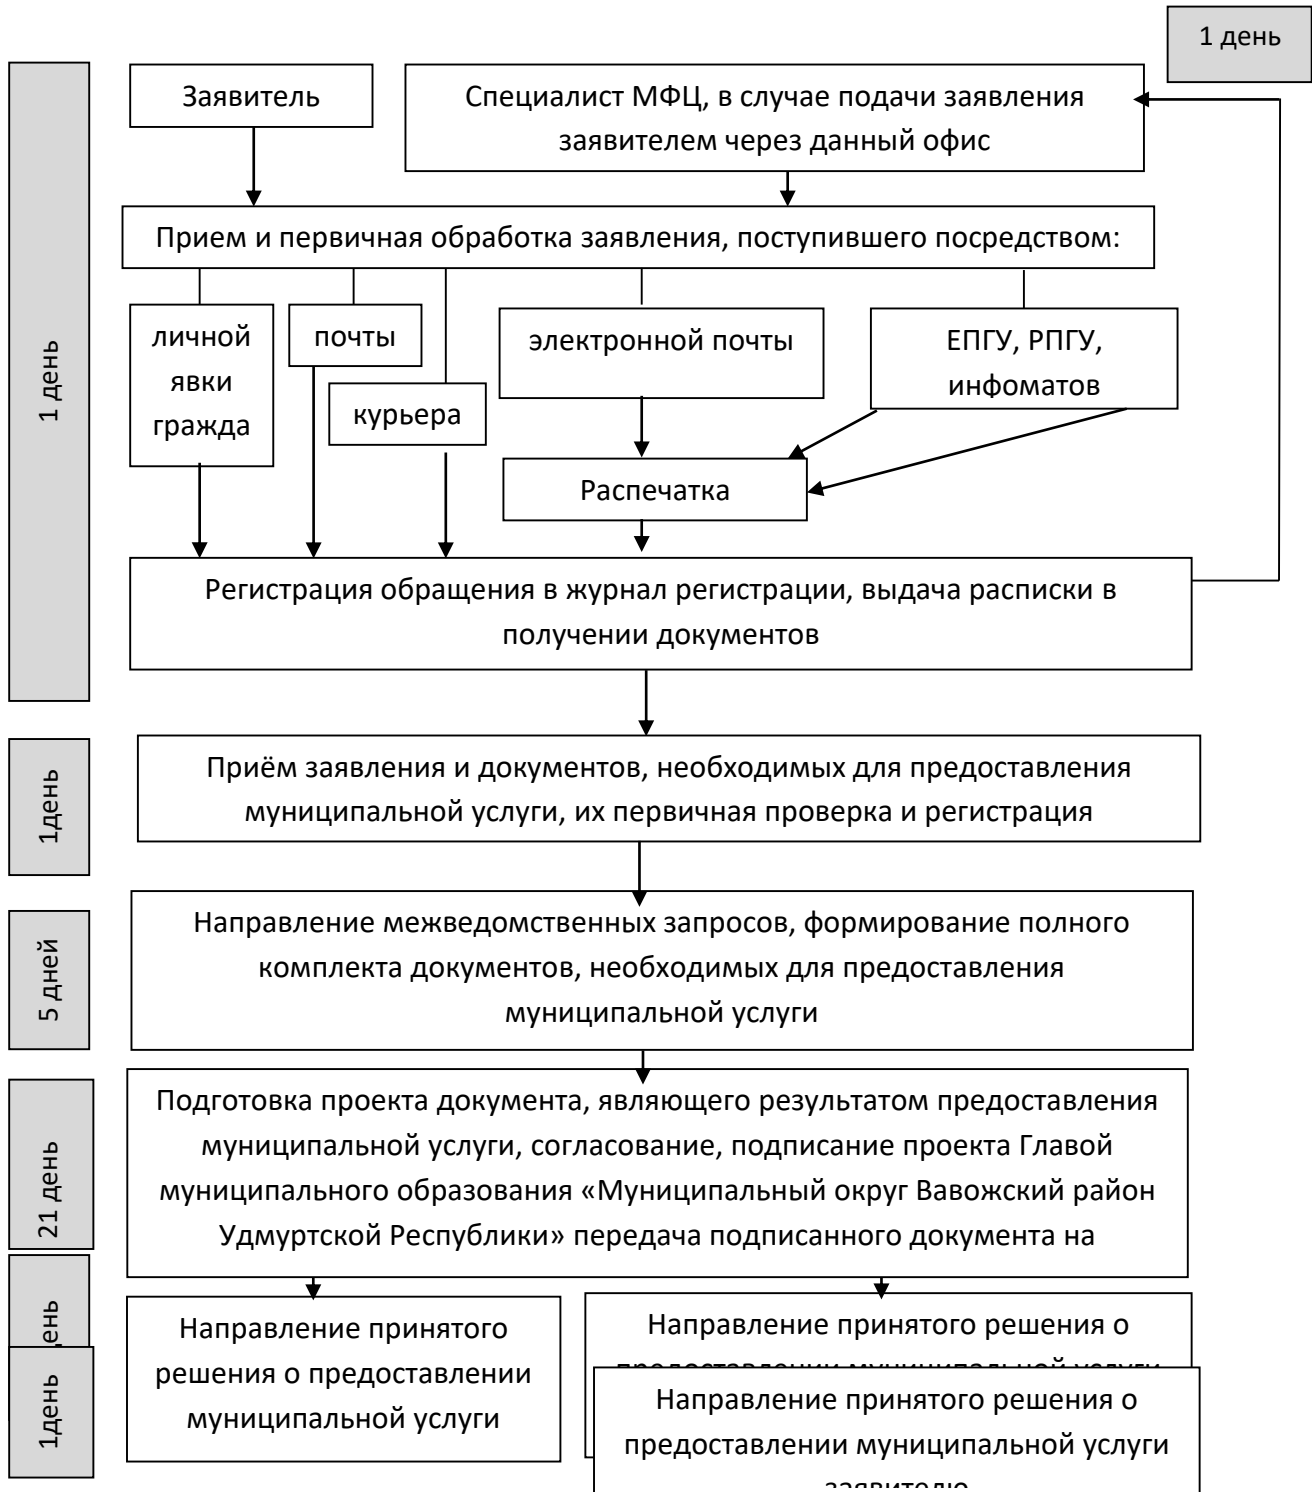 1 день
Заявитель
Специалист МФЦ, в случае подачи заявления
заявителем через данный офис
1 день
Прием и первичная обработка заявления, поступившего посредством:
личной
явки
гражда
почты
курьера
электронной почты
ЕПГУ, РПГУ,
инфоматов
Распечатка
Регистрация обращения в журнал регистрации, выдача расписки в
получении документов
1день
Приём заявления и документов, необходимых для предоставления
муниципальной услуги, их первичная проверка и регистрация
5 дней
Направление межведомственных запросов, формирование полного
комплекта документов, необходимых для предоставления
муниципальной услуги
21 день
Подготовка проекта документа, являющего результатом предоставления
муниципальной услуги, согласование, подписание проекта Главой
муниципального образования «Муниципальный округ Вавожский район
Удмуртской Республики» передача подписанного документа на
Направление принятого
решения о предоставлении
муниципальной услуги
Направление принятого решения о
предоставлении муниципальной услуги
1день
Направление принятого решения о
предоставлении муниципальной услуги
заявителю